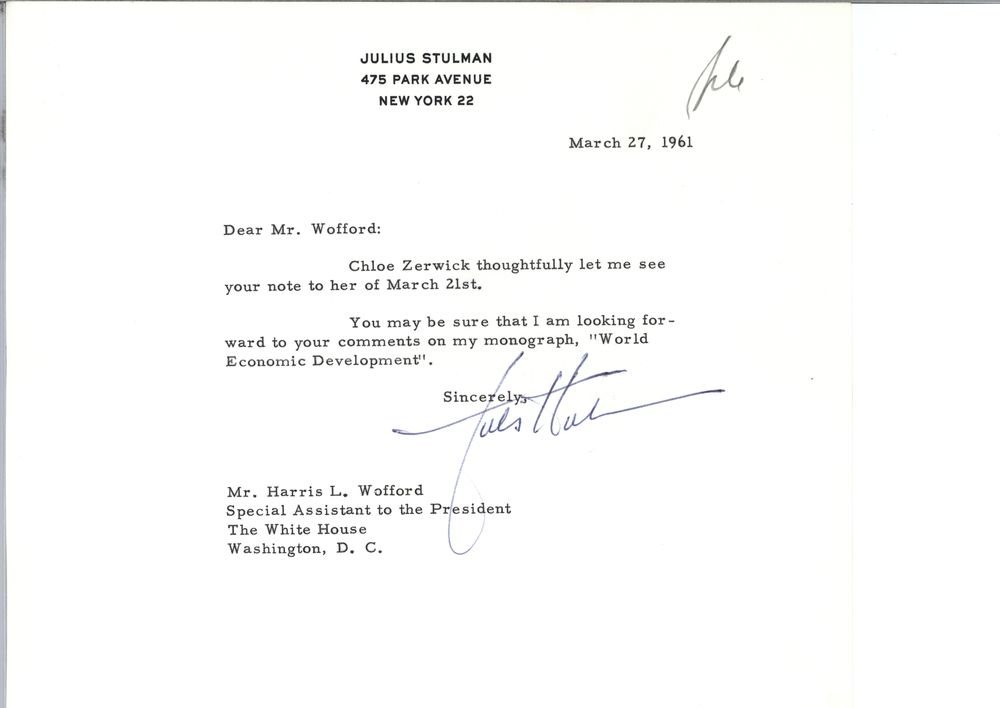 JULIUS STULMAN
475 PARK AVENUE
NEW YORK 22
file
March 27, 1961
Dear Mr. Wofford:
Chloe Zerwick thoughtfully let me see
your note to her of March 21st.
You may be sure that I am looking for-
ward to your comments on my monograph, "World
Economic Development".
Sincerely,
Jules Stul
Mr. Harris L. Wofford
Special Assistant to the President
The White House
Washington, D. C.